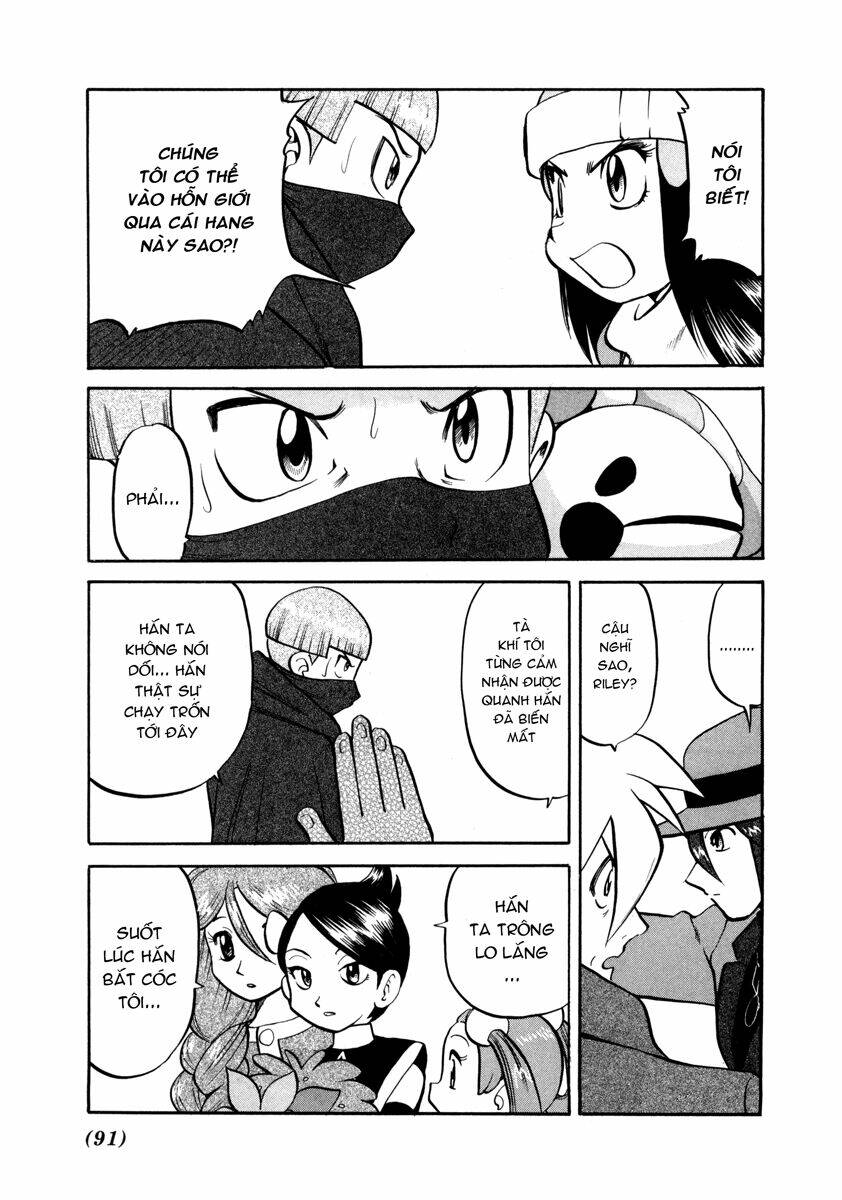 NÓI
TÔI
BIẾT!
CHÚNG
TÔI CÓ THỂ
VÀO HỖN GIỚI
QUA CÁI HANG
NÀY SAO?!
PHẢI...
........
CẬU
NGHĨ
SAO,
RILEY?
TÀ
KHÍ TÔI
TỪNG CẢM
NHẬN ĐƯỢC
QUANH HẮN
ĐÃ BIẾN
MẤT
HẮN TA
KHÔNG NÓI
DỐI... HẮN
THẬT SỰ
CHẠY TRỐN
TỚI ĐÂY
HẮN
TA TRÔNG
LO LẮNG
...
SUỐT
LÚC HẮN
BẮT CÓC
TÔI...
(91)